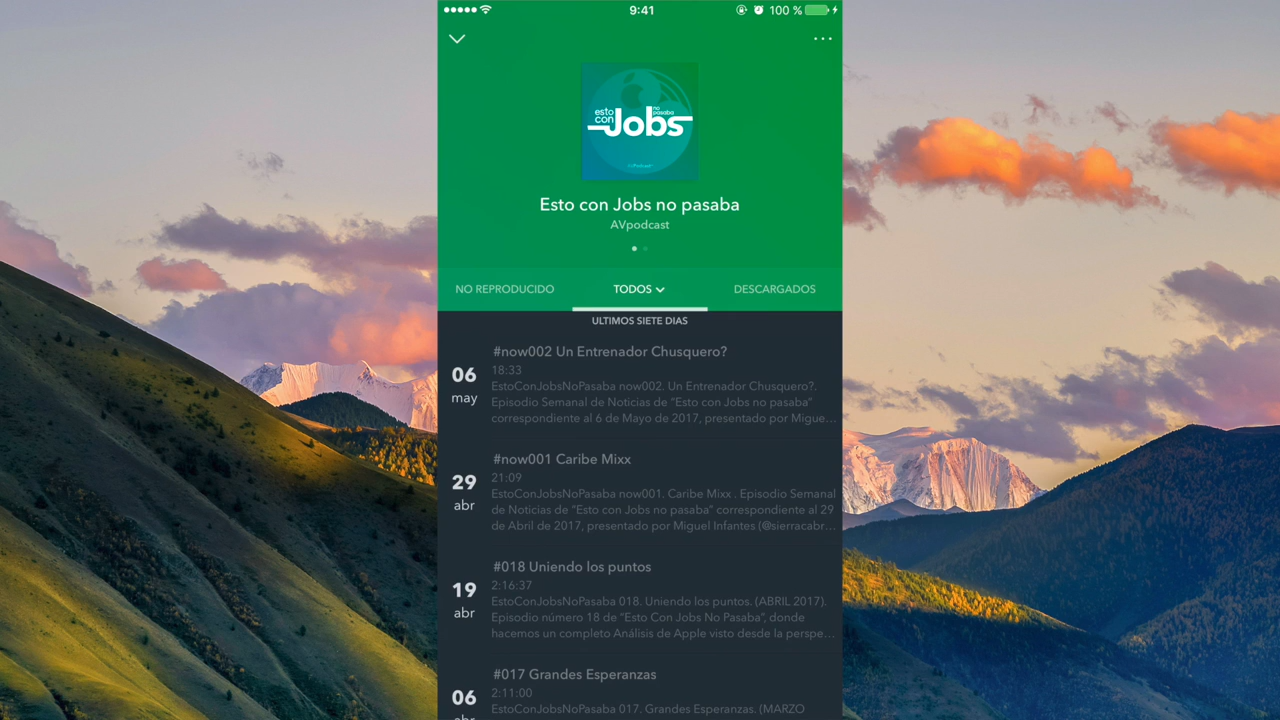 9:41
100 %
esto
con
no
pasaba
Jobs
AvPodcast
Esto con Jobs no pasaba
AVpodcast
NO REPRODUCIDO
TODOS
DESCARGADOS
ULTIMOS SIETE DIAS
#now002 Un Entrenador Chusquero?
18:33
06
may
EstoConJobsNoPasaba now002. Un Entrenador Chusquero?.
Episodio Semanal de Noticias de “Esto con Jobs no pasaba”
correspondiente al 6 de Mayo de 2017, presentado por Migue…
#now001 Caribe Mixx
21:09
29
abr
EstoConJobsNoPasaba now001. Caribe Mixx . Episodio Semanal
de Noticias de “Esto con Jobs no pasaba” correspondiente al 29
de Abril de 2017, presentado por Miguel Infantes (@sierracabr…
#018 Uniendo los puntos
2:16:37
19
abr
EstoConJobsNoPasaba 018. Uniendo los puntos. (ABRIL 2017).
Episodio número 18 de “Esto Con Jobs No Pasaba”, donde
hacemos un completo Análisis de Apple visto desde la perspe…
#017 Grandes Esperanzas
2:11:00
06
abr
EstoConJobsNoPasaba 017. Grandes Esperanzas. (MARZO